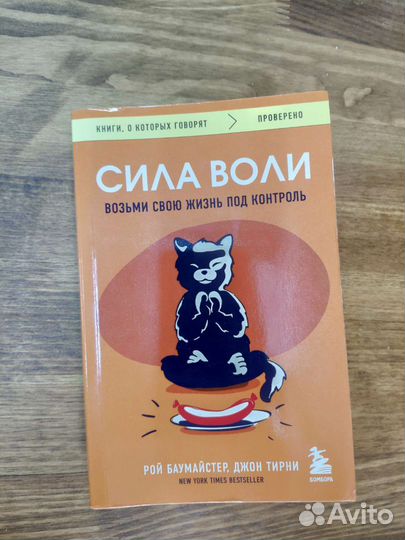 КНИГИ, О КОТОРЫХ ГОВОРЯТ > ПРОВЕРЕНО
СИЛА ВОЛИ
ВОЗЬМИ СВОЮ ЖИЗНЬ ПОД КОНТРОЛЬ
РОЙ БАУМАЙСТЕР, ДЖОН ТИРНИ
NEW YORK TIMES BESTSELLER
БОМБОРА
Avito